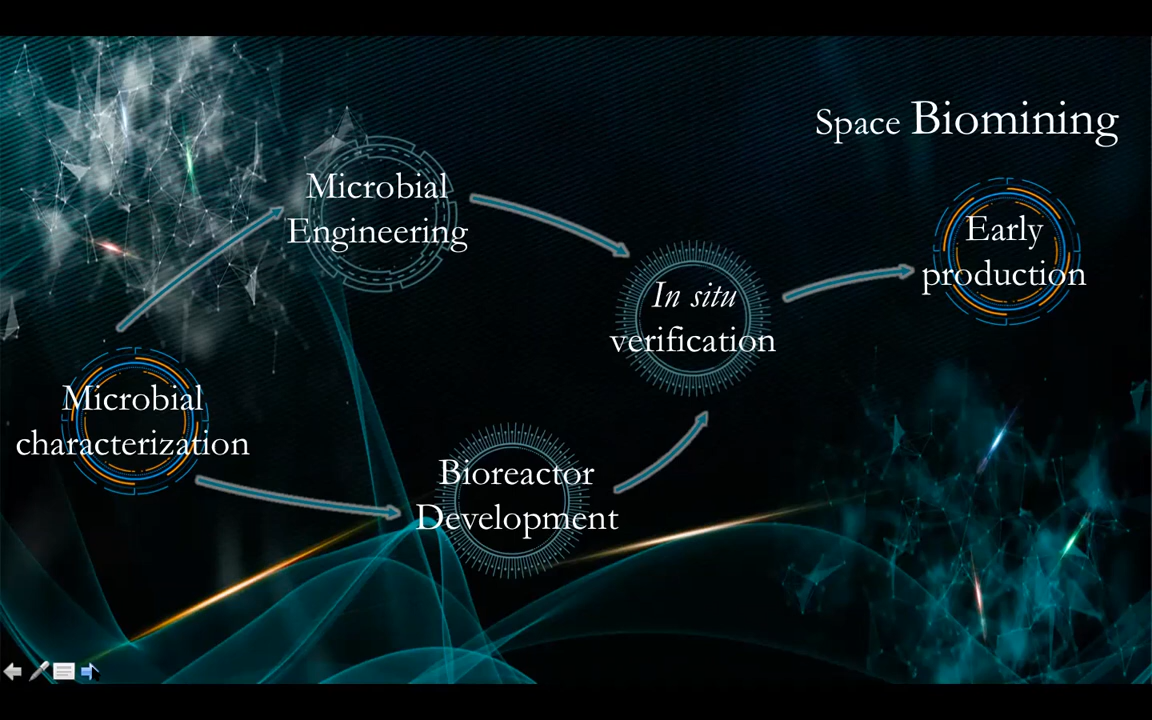 Space Biomining
Microbial
Engineering
Early
production
In situ
verification
Microbial
characterization
Bioreactor
Development